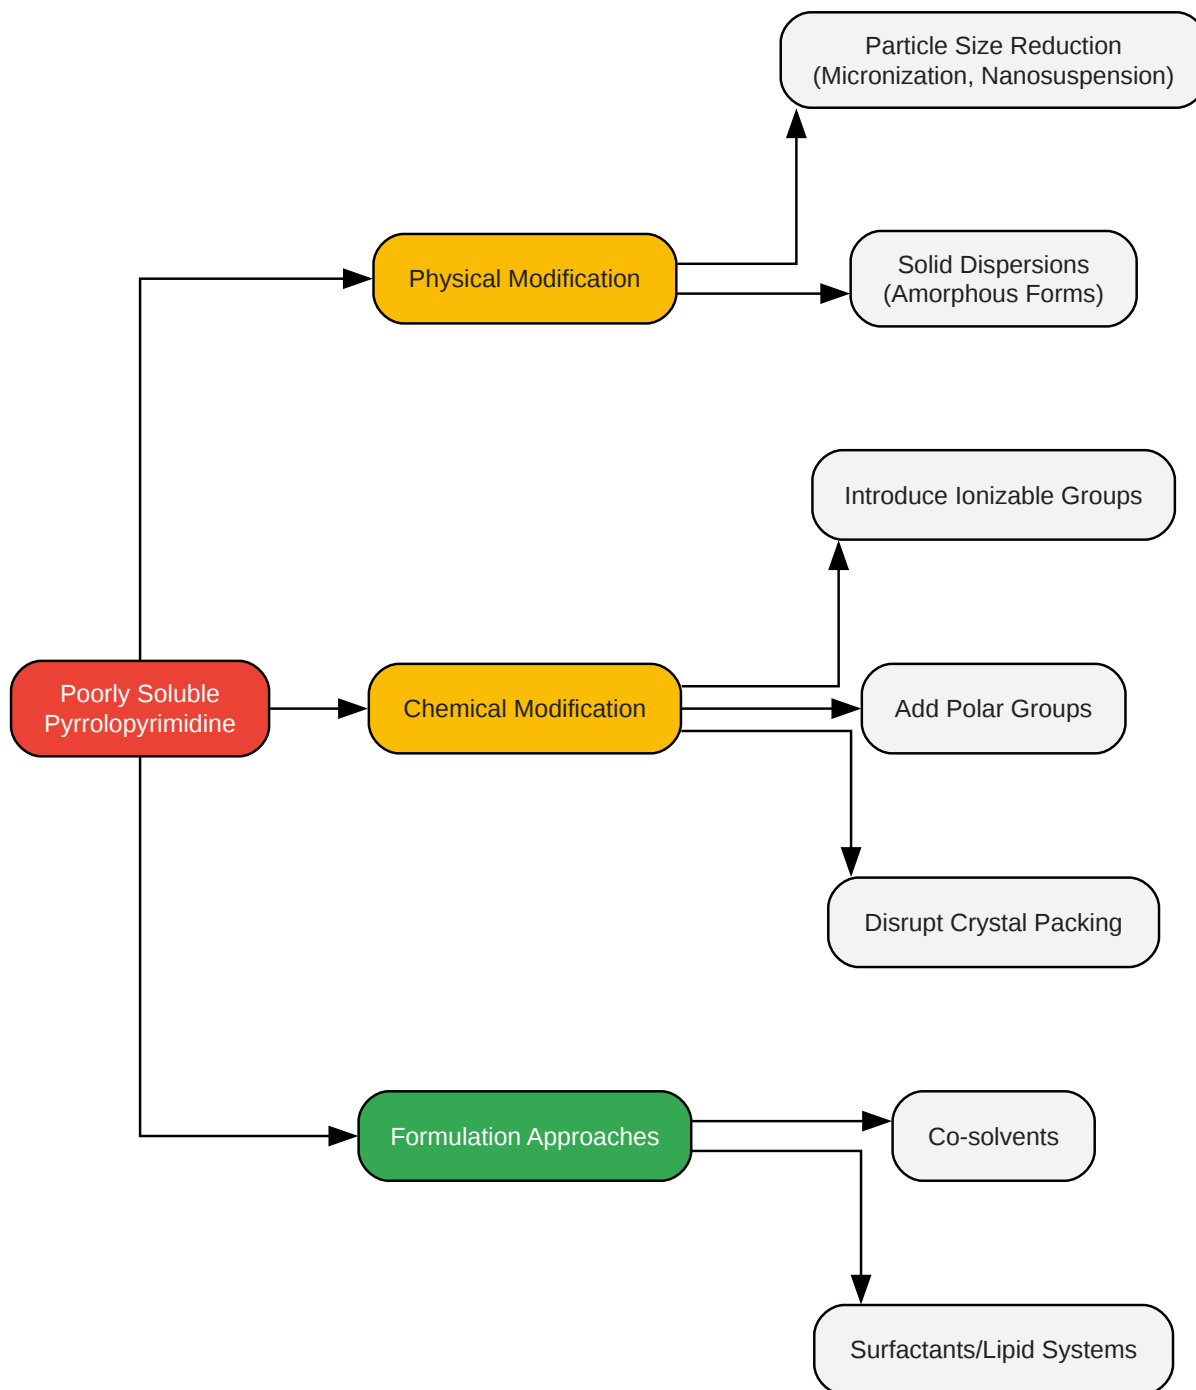 Particle Size Reduction
(Micronization, Nanosuspension)
Physical Modification
Solid Dispersions
(Amorphous Forms)
Introduce Ionizable Groups
Poorly Soluble
Pyrrolopyrimidine
Chemical Modification
Add Polar Groups
Disrupt Crystal Packing
Formulation Approaches
Co-solvents
Surfactants/Lipid Systems